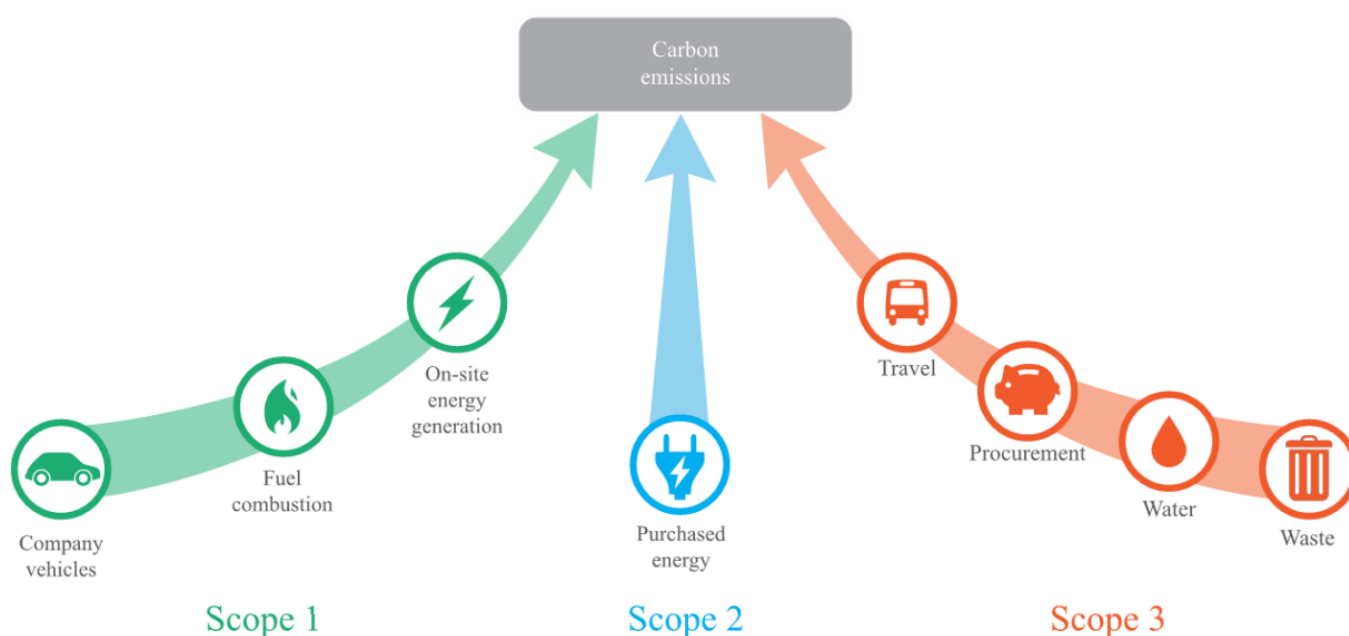 Carbon
emissions
On-site
energy
generation
Travel
Fuel
combustion
Procurement
Company
vehicles
Purchased
energy
Water
Waste
Scope 1
Scope 2
Scope 3